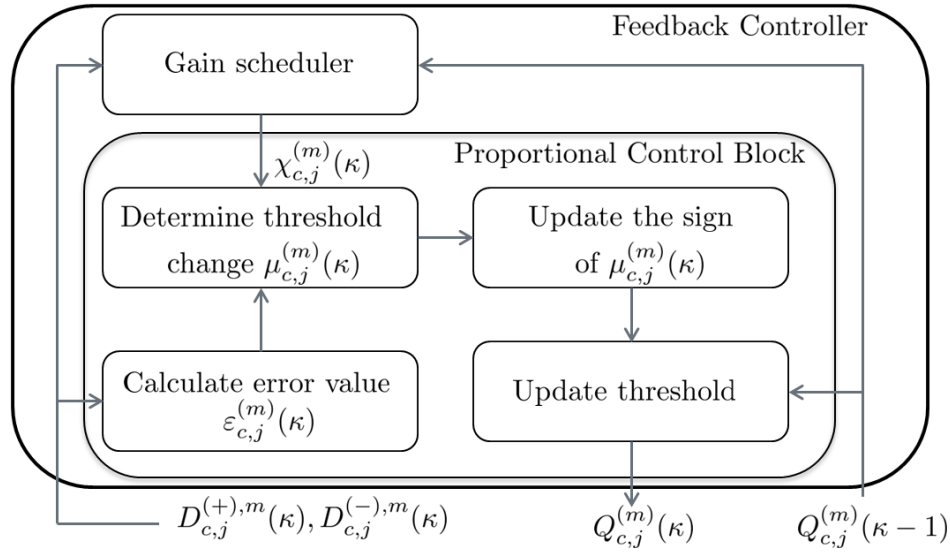 Feedback Controller
Gain scheduler
χ_{c,j}^{(m)}(κ)
Proportional Control Block
Determine threshold
change μ_{c,j}^{(m)}(κ)
Update the sign
of μ_{c,j}^{(m)}(κ)
Calculate error value
ε_{c,j}^{(m)}(κ)
Update threshold
D_{c,j}^{(+),m}(κ), D_{c,j}^{(-),m}(κ)
Q_{c,j}^{(m)}(κ)
Q_{c,j}^{(m)}(κ − 1)